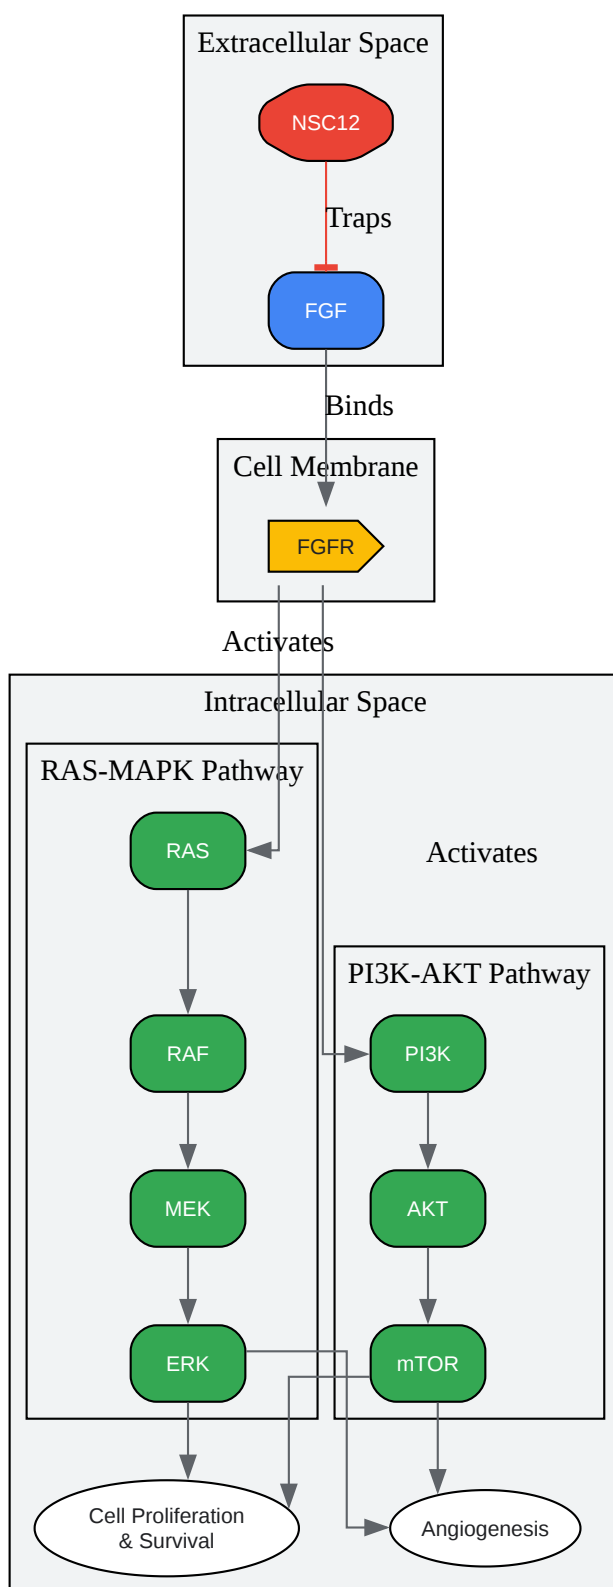 Extracellular Space
NSC12
Traps
FGF
Binds
Cell Membrane
FGFR
Activates
Intracellular Space
RAS-MAPK Pathway
RAS
Activates
PI3K-AKT Pathway
RAF
PI3K
MEK
AKT
ERK
mTOR
Cell Proliferation
& Survival
Angiogenesis